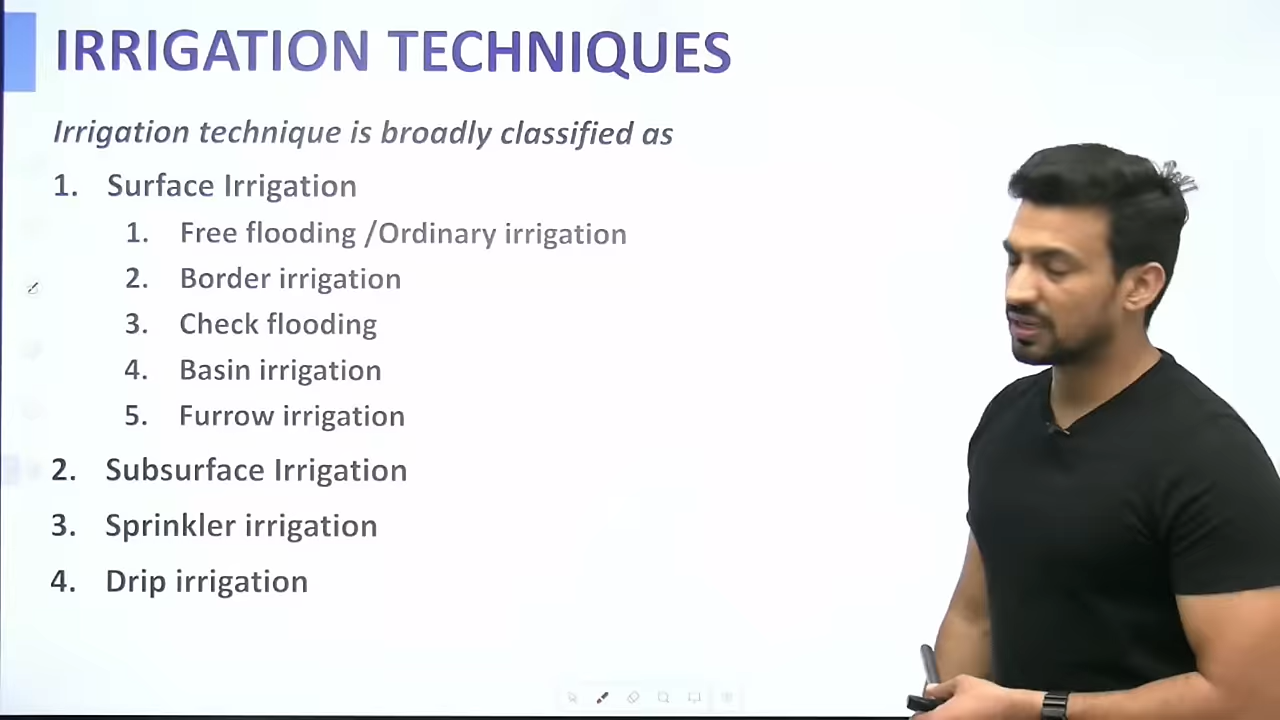 IRRIGATION TECHNIQUES
Irrigation technique is broadly classified as
1. Surface Irrigation
1. Free flooding /Ordinary irrigation
2. Border irrigation
3. Check flooding
4. Basin irrigation
5. Furrow irrigation
2. Subsurface Irrigation
3. Sprinkler irrigation
4. Drip irrigation